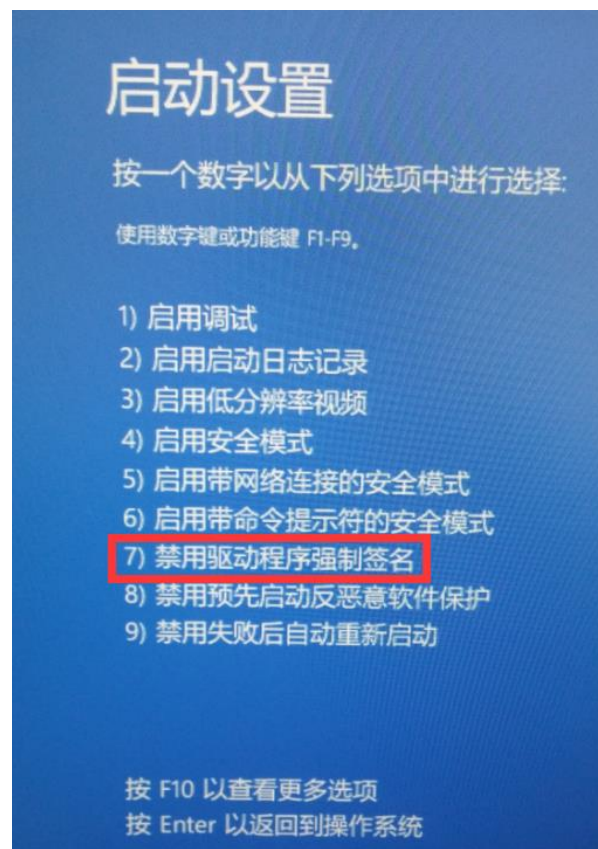 启动设置
按一个数字以从下列选项中进行选择:
使用数字键或功能键 F1-F9。
1) 启用调试
2) 启用启动日志记录
3) 启用低分辨率视频
4) 启用安全模式
5) 启用带网络连接的安全模式
6) 启用带命令提示符的安全模式
7) 禁用驱动程序强制签名
8) 禁用预先启动反恶意软件保护
9) 禁用失败后自动重新启动
按 F10 以查看更多选项
按 Enter 以返回到操作系统